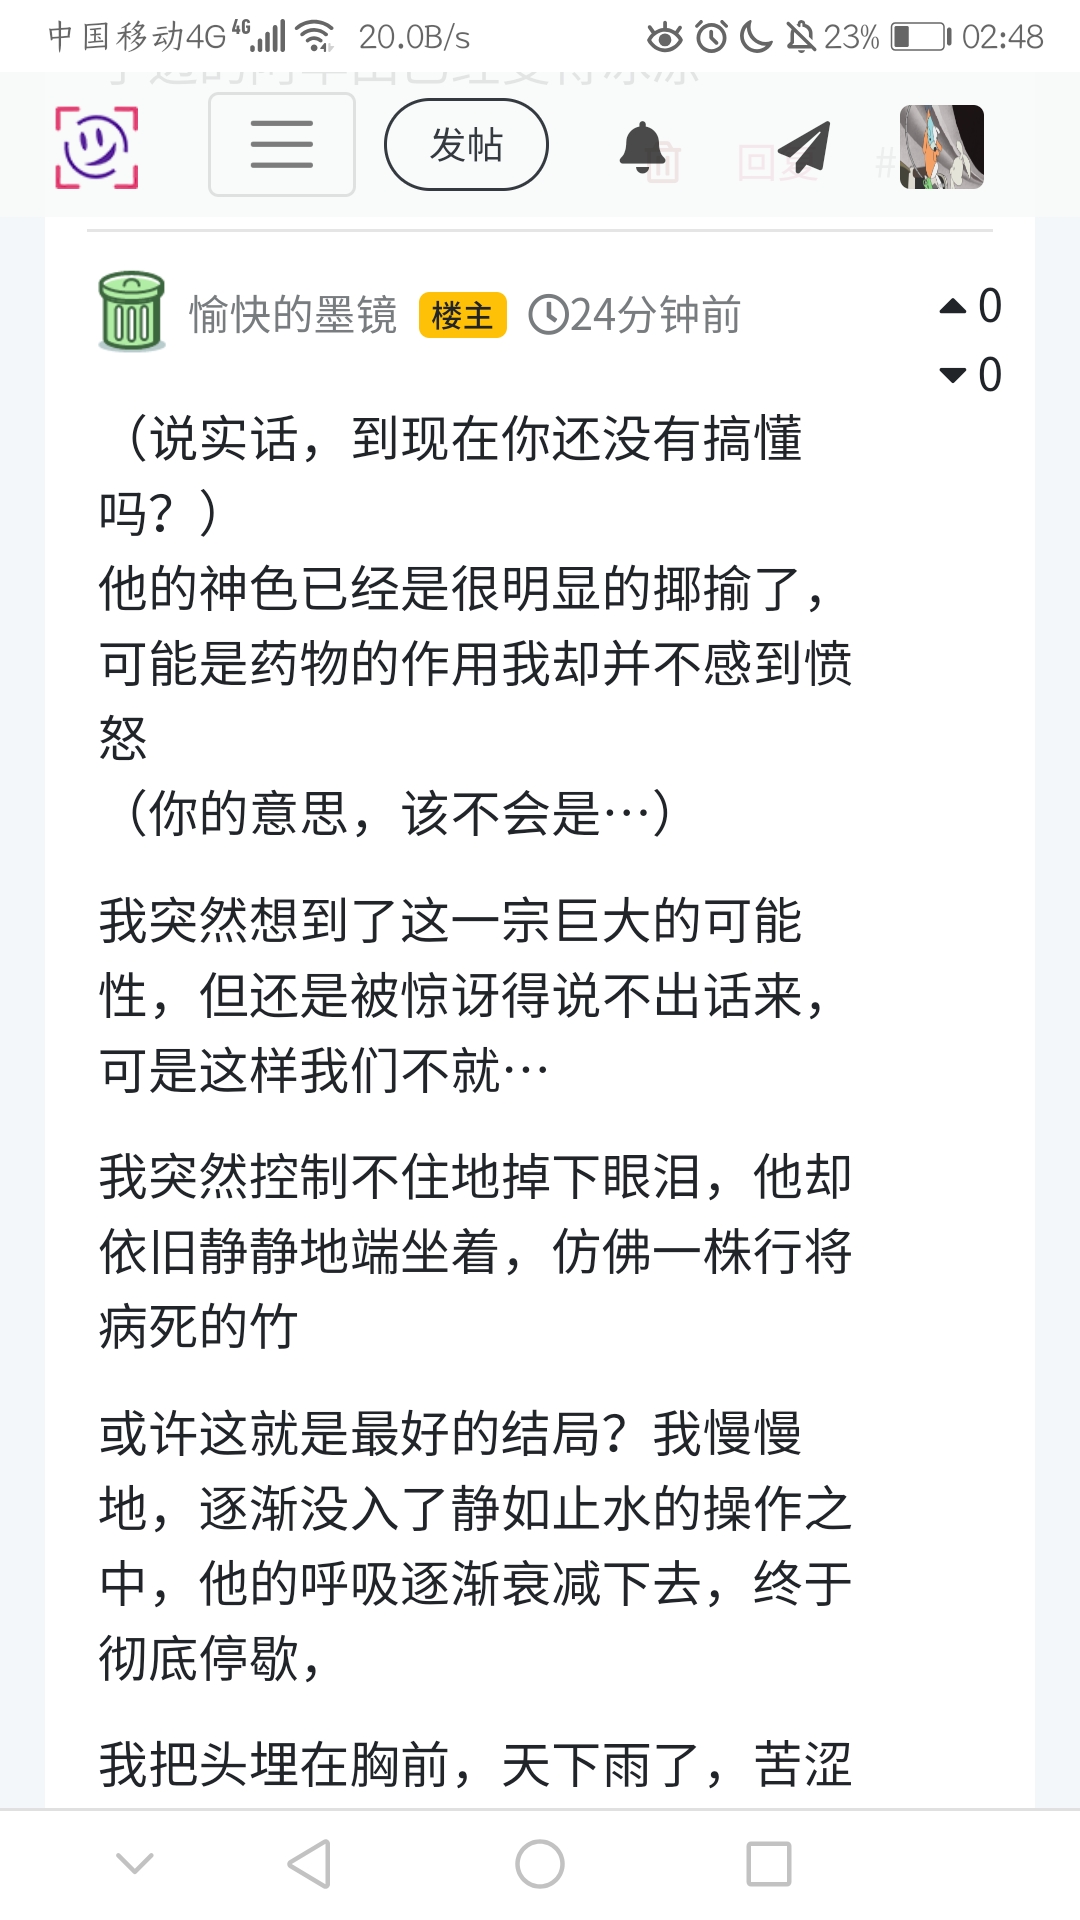 中国移动4G 4G 20.0B/s 23% 02:48
发帖
回复 #
愉快的墨镜 楼主 24分钟前
0
0
（说实话，到现在你还没有搞懂
吗？）
他的神色已经是很明显的揶揄了，
可能是药物的作用我却并不感到愤
怒
（你的意思，该不会是…）
我突然想到了这一宗巨大的可能
性，但还是被惊讶得说不出话来，
可是这样我们不就…
我突然控制不住地掉下眼泪，他却
依旧静静地端坐着，仿佛一株行将
病死的竹
或许这就是最好的结局？我慢慢
地，逐渐没入了静如止水的操作之
中，他的呼吸逐渐衰减下去，终于
彻底停歇，
我把头埋在胸前，天下雨了，苦涩